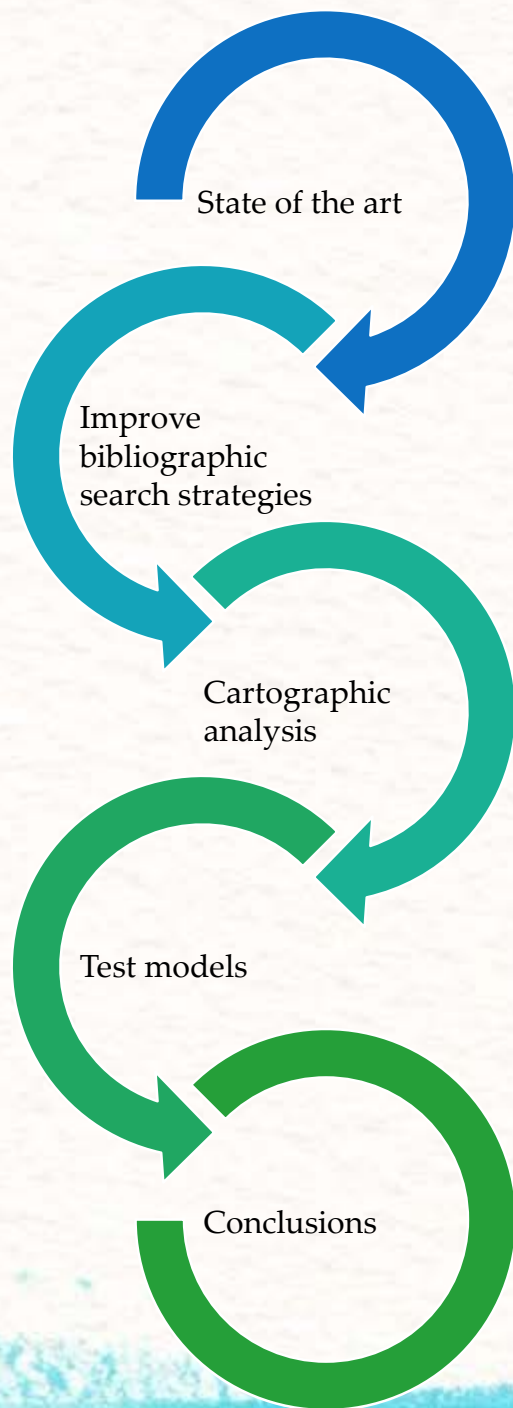 State of the art
Improve
bibliographic
search strategies
Cartographic
analysis
Test models
Conclusions